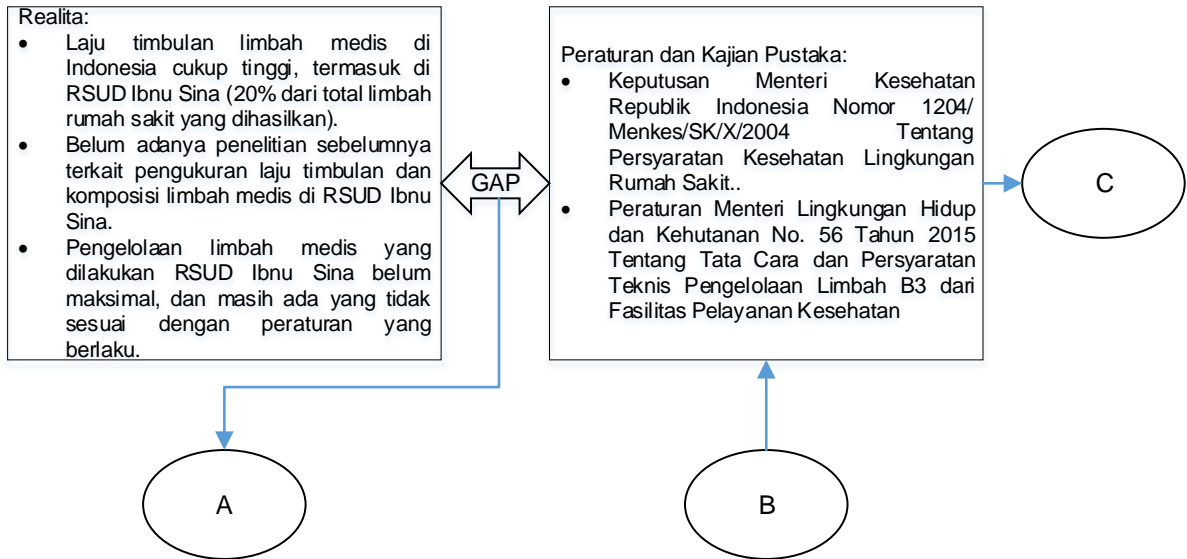 Realita:
• Laju timbulan limbah medis di
Indonesia cukup tinggi, termasuk di
RSUD Ibnu Sina (20% dari total limbah
rumah sakit yang dihasilkan).
• Belum adanya penelitian sebelumnya
terkait pengukuran laju timbulan dan
komposisi limbah medis di RSUD Ibnu
Sina.
• Pengelolaan limbah medis yang
dilakukan RSUD Ibnu Sina belum
maksimal, dan masih ada yang tidak
sesuai dengan peraturan yang
berlaku.
GAP
Peraturan dan Kajian Pustaka:
• Keputusan Menteri Kesehatan
Republik Indonesia Nomor 1204/
Menkes/SK/X/2004 Tentang
Persyaratan Kesehatan Lingkungan
Rumah Sakit..
• Peraturan Menteri Lingkungan Hidup
dan Kehutanan No. 56 Tahun 2015
Tentang Tata Cara dan Persyaratan
Teknis Pengelolaan Limbah B3 dari
Fasilitas Pelayanan Kesehatan
C
A
B